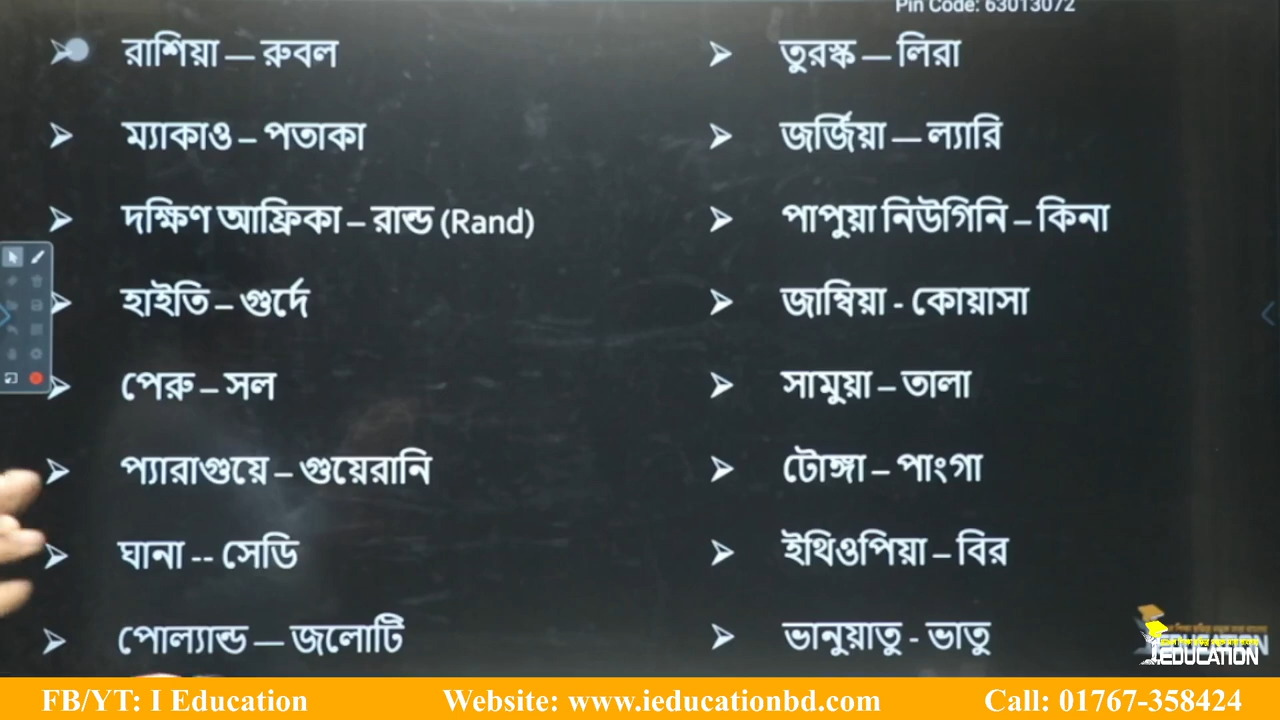 Pin Code: 63013072
➢ রাশিয়া — রুবল
➢ ম্যাকাও – পতাকা
➢ দক্ষিণ আফ্রিকা – রান্ড (Rand)
➢ হাইতি – গুর্দে
➢ পেরু – সল
➢ প্যারাগুয়ে – গুয়েরানি
➢ ঘানা -- সেডি
➢ পোল্যান্ড — জলোটি
➢ তুরস্ক — লিরা
➢ জর্জিয়া — ল্যারি
➢ পাপুয়া নিউগিনি – কিনা
➢ জাম্বিয়া - কোয়াসা
➢ সামুয়া – তালা
➢ টোঙ্গা – পাংগা
➢ ইথিওপিয়া – বির
➢ ভানুয়াতু - ভাতু
EDUCATION
FB/YT: I Education Website: www.ieducationbd.com Call: 01767-358424